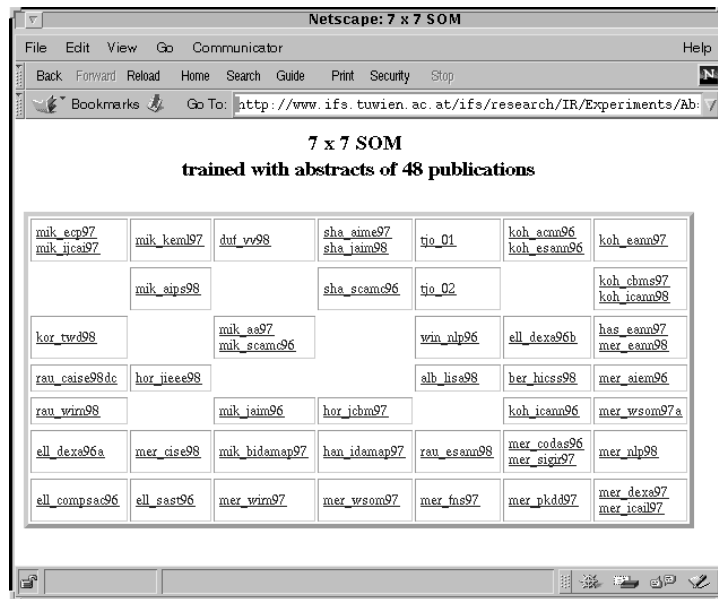 Netscape: 7 x 7 SOM
File Edit View Go Communicator Help
Back Forward Reload Home Search Guide Print Security Stop N
Bookmarks Go To: http://www.ifs.tuwien.ac.at/ifs/research/IR/Experiments/Ab
7 x 7 SOM
trained with abstracts of 48 publications
mik_ecp97 mik_keml97 duf_vv98 sha_aime97 tjo_01 koh_acnn96 koh_eann97
mik_ijcai97 sha_jaim98 koh_esann96
mik_aips98 sha_scamc96 tjo_02 koh_cbms97
koh_icann98
kor_twd98 mik_aa97 win_nlp96 ell_dexa96b has_eann97
mik_scamc96 mer_eann98
rau_caise98dc hor_jieee98 alb_lisa98 ber_hicss98 mer_aiem96
rau_wirn98 mik_jaim96 hor_jcbm97 koh_icann96 mer_wsom97a
ell_dexa96a mer_cise98 mik_bidamap97 han_idamap97 rau_esann98 mer_codas96 mer_nlp98
mer_sigir97
ell_compsac96 ell_sast96 mer_wirn97 mer_wsom97 mer_fns97 mer_pkdd97 mer_dexa97
mer_icail97